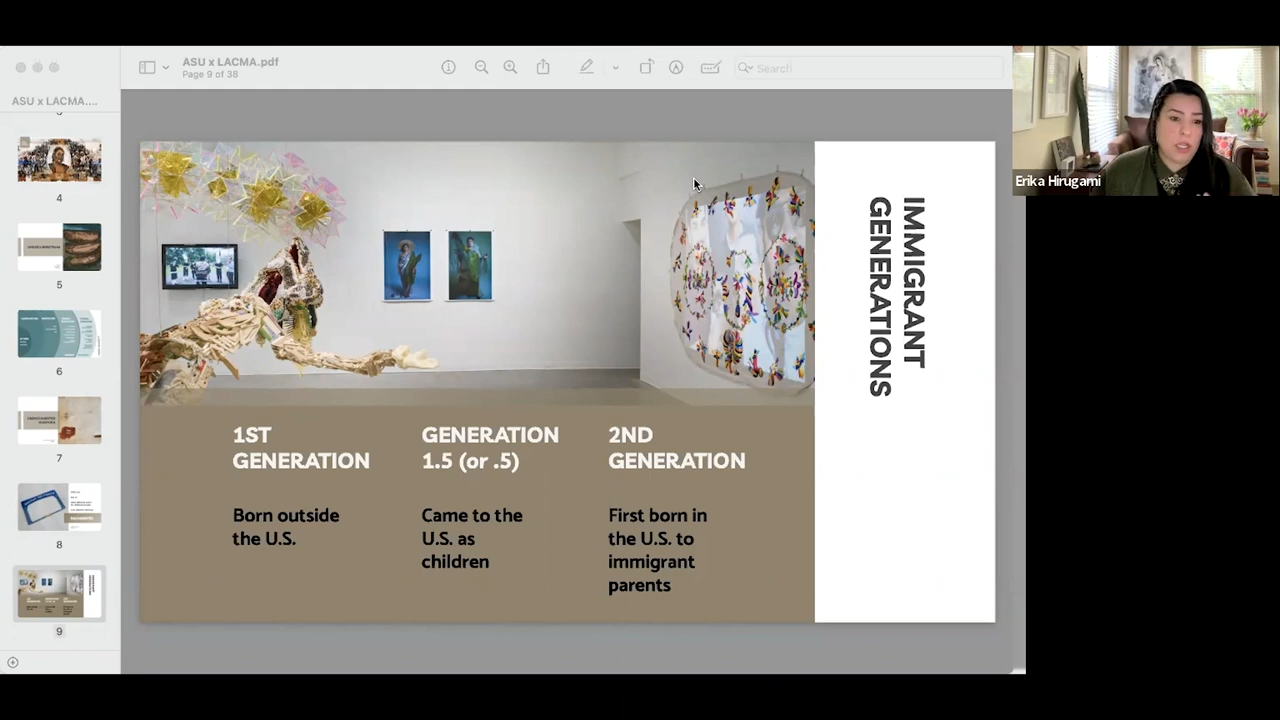 ASU x LACMA.pdf
Page 9 of 38
Search
ASU x LACMA....
4
5
6
7
8
9
IMMIGRANT
GENERATIONS
1ST
GENERATION
Born outside
the U.S.
GENERATION
1.5 (or .5)
Came to the
U.S. as
children
2ND
GENERATION
First born in
the U.S. to
immigrant
parents
Erika Hirugami